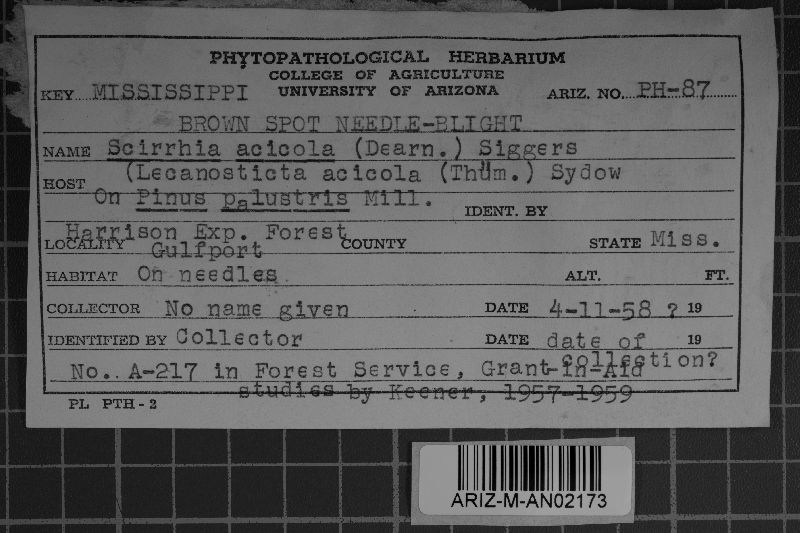 PHYTOPATHOLOGICAL HERBARIUM
COLLEGE OF AGRICULTURE
KEY MISSISSIPPI UNIVERSITY OF ARIZONA ARIZ. NO. PH-87
BROWN SPOT NEEDLE-BLIGHT
NAME Scirrhia acicola (Dearn.) Siggers
HOST (Lecanosticta acicola (Thüm.) Sydow
On Pinus palustris Mill. IDENT. BY
Harrison Exp. Forest
LOCALITY Gulfport COUNTY STATE Miss.
HABITAT On needles ALT. FT.
COLLECTOR No name given DATE 4-11-58 ? 19
IDENTIFIED BY Collector DATE date of 19
collection?
No. A-217 in Forest Service, Grant-in-Aid
studies by Keener, 1957-1959
PL PTH-2
ARIZ-M-AN02173